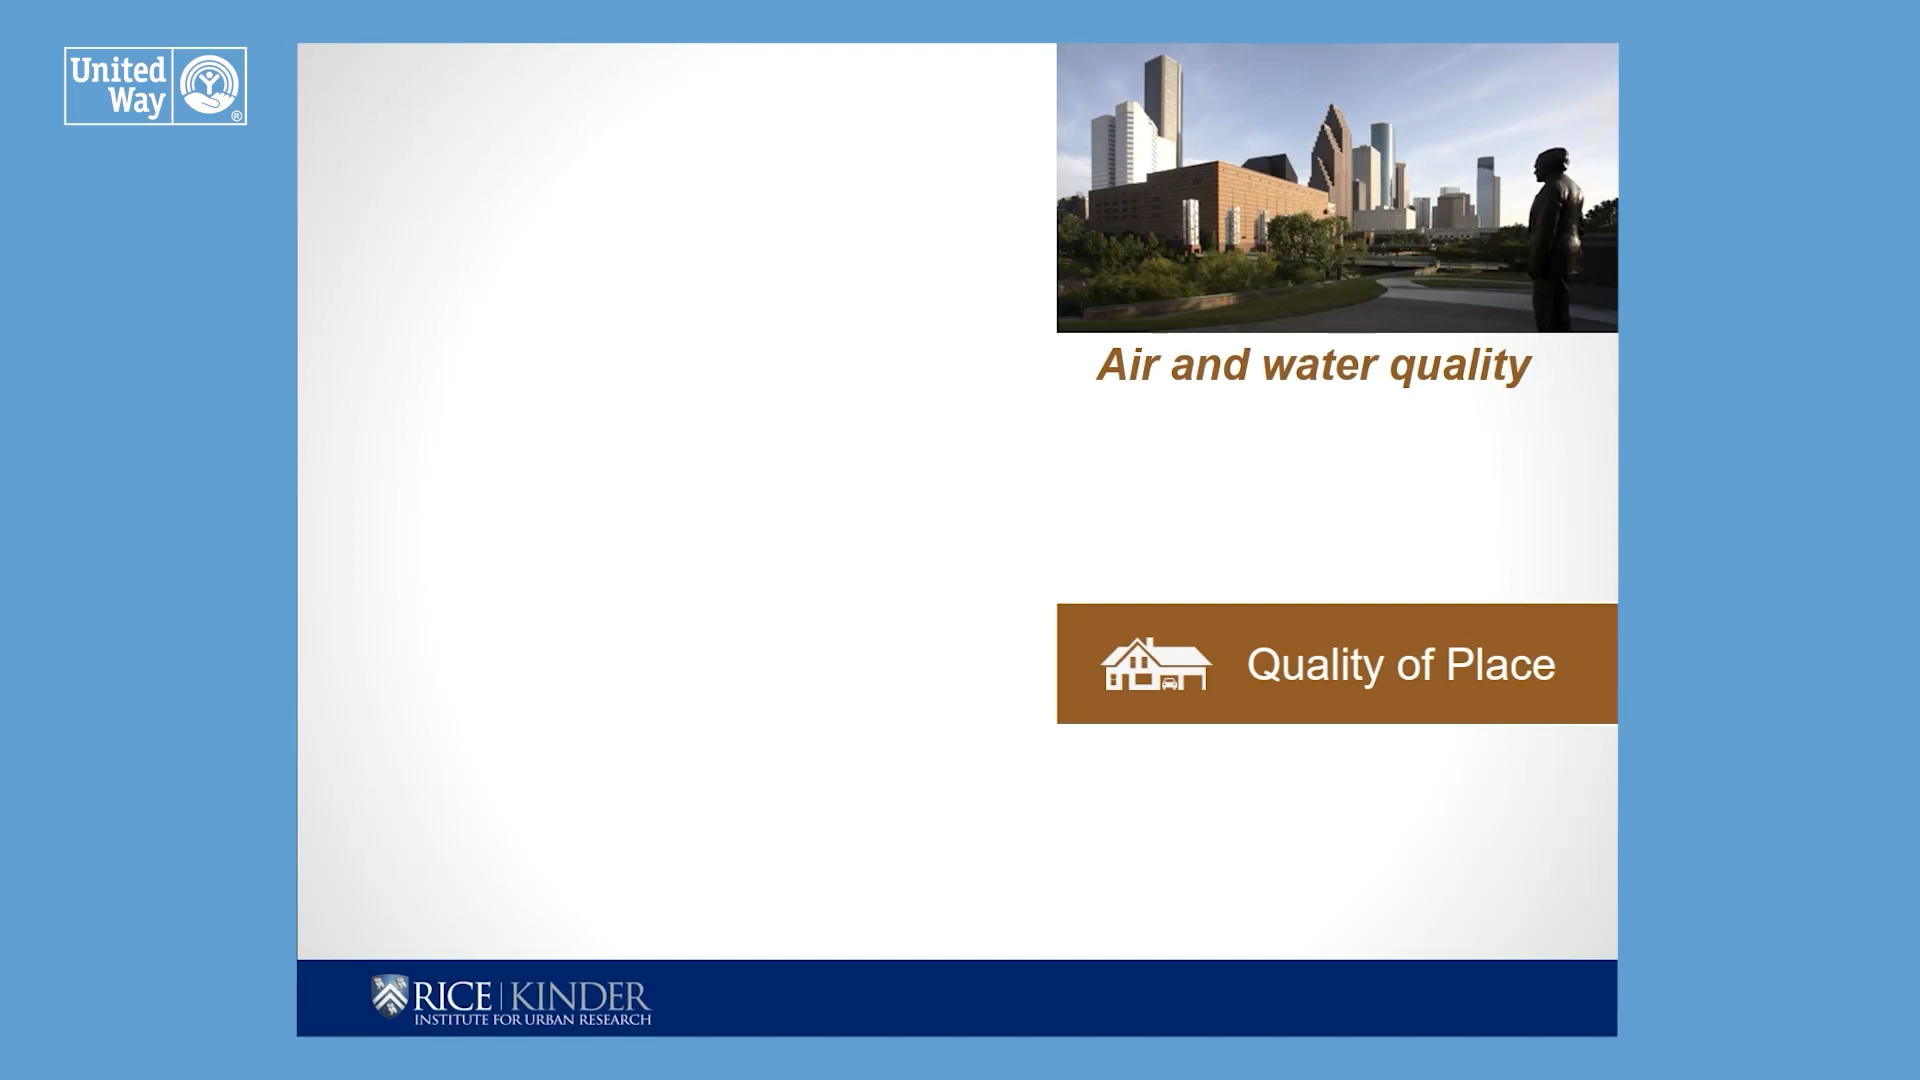 United
Way
®
Air and water quality
Quality of Place
RICE | KINDER
INSTITUTE FOR URBAN RESEARCH